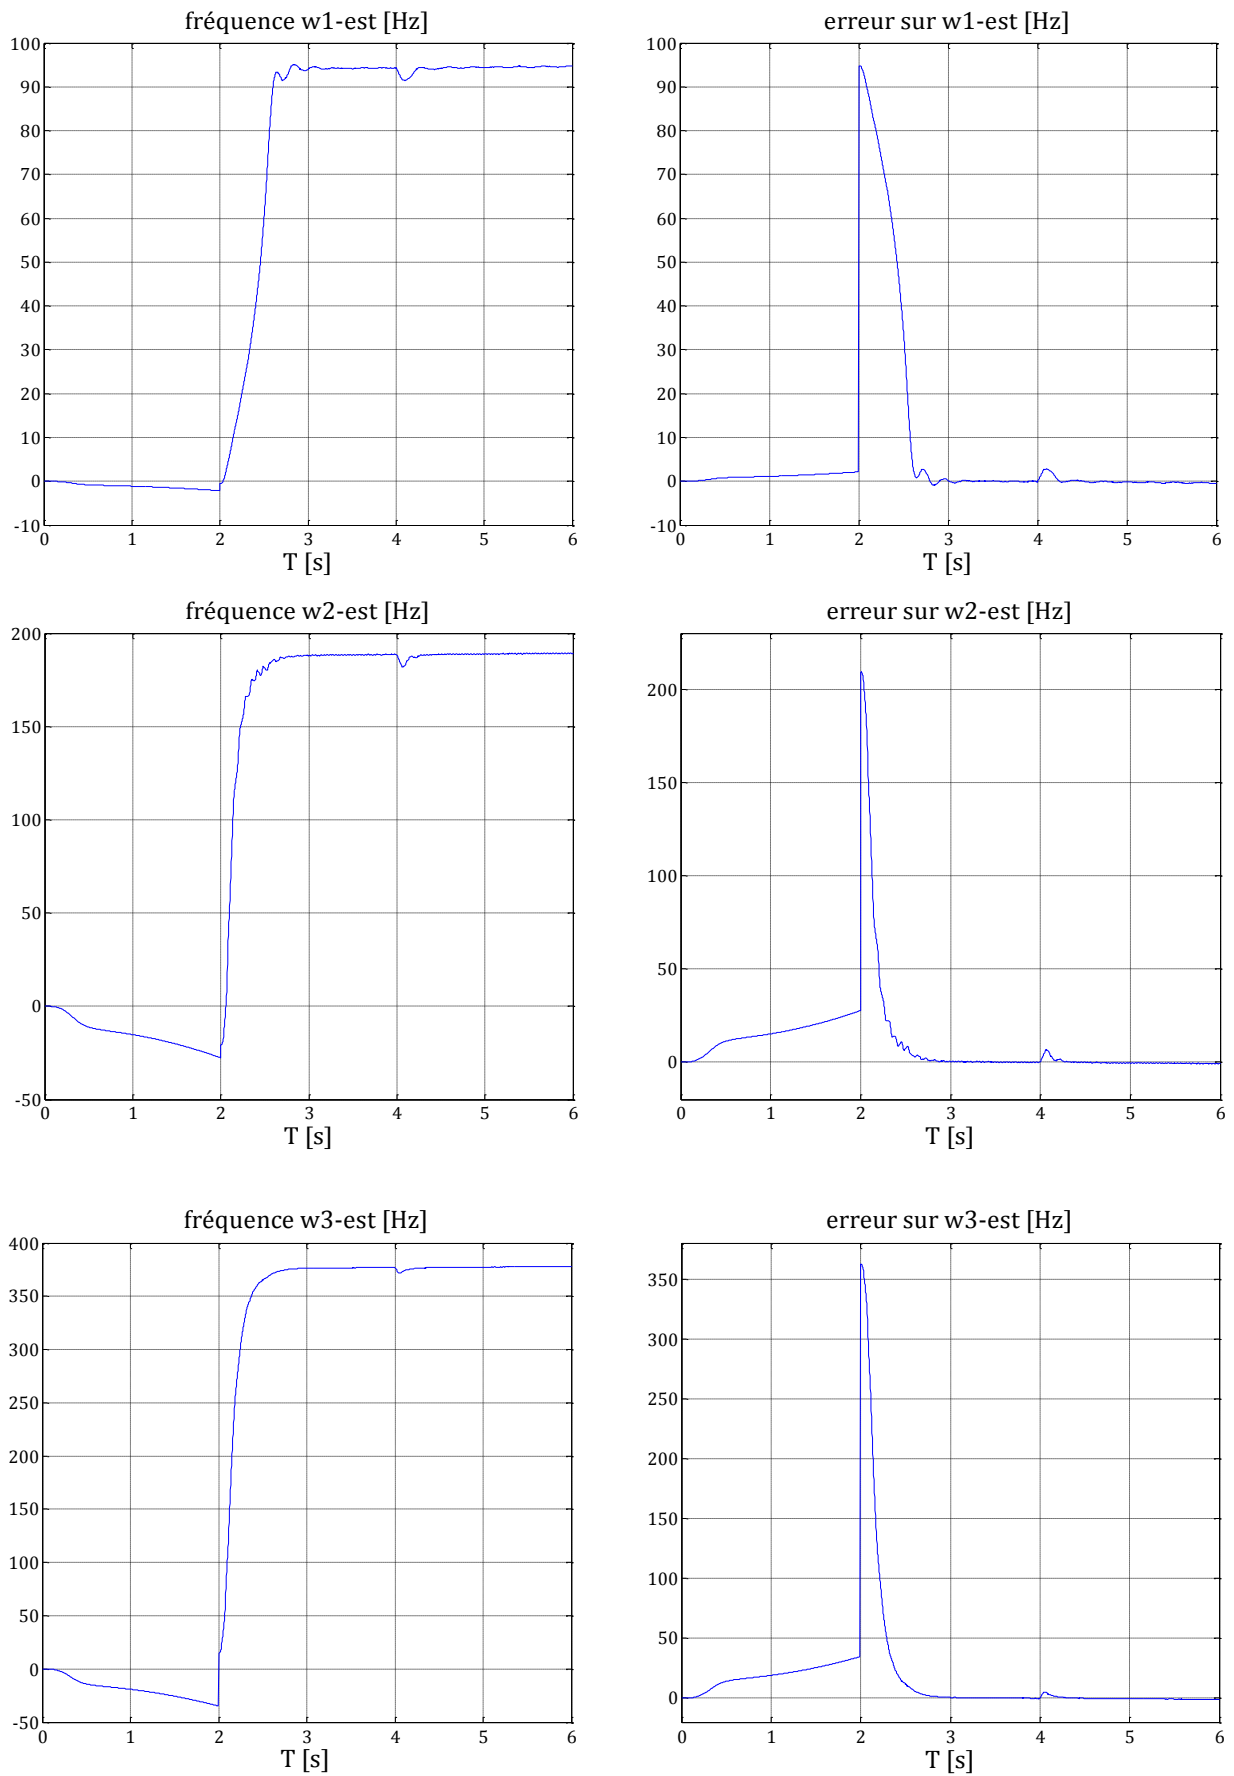 fréquence w1-est [Hz]
100
90
80
70
60
50
40
30
20
10
0
-10
0 1 2 3 4 5 6
T [s]
erreur sur w1-est [Hz]
100
90
80
70
60
50
40
30
20
10
0
-10
0 1 2 3 4 5 6
T [s]
fréquence w2-est [Hz]
200
150
100
50
0
-50
0 1 2 3 4 5 6
T [s]
erreur sur w2-est [Hz]
200
150
100
50
0
0 1 2 3 4 5 6
T [s]
fréquence w3-est [Hz]
400
350
300
250
200
150
100
50
0
-50
0 1 2 3 4 5 6
T [s]
erreur sur w3-est [Hz]
350
300
250
200
150
100
50
0
0 1 2 3 4 5 6
T [s]